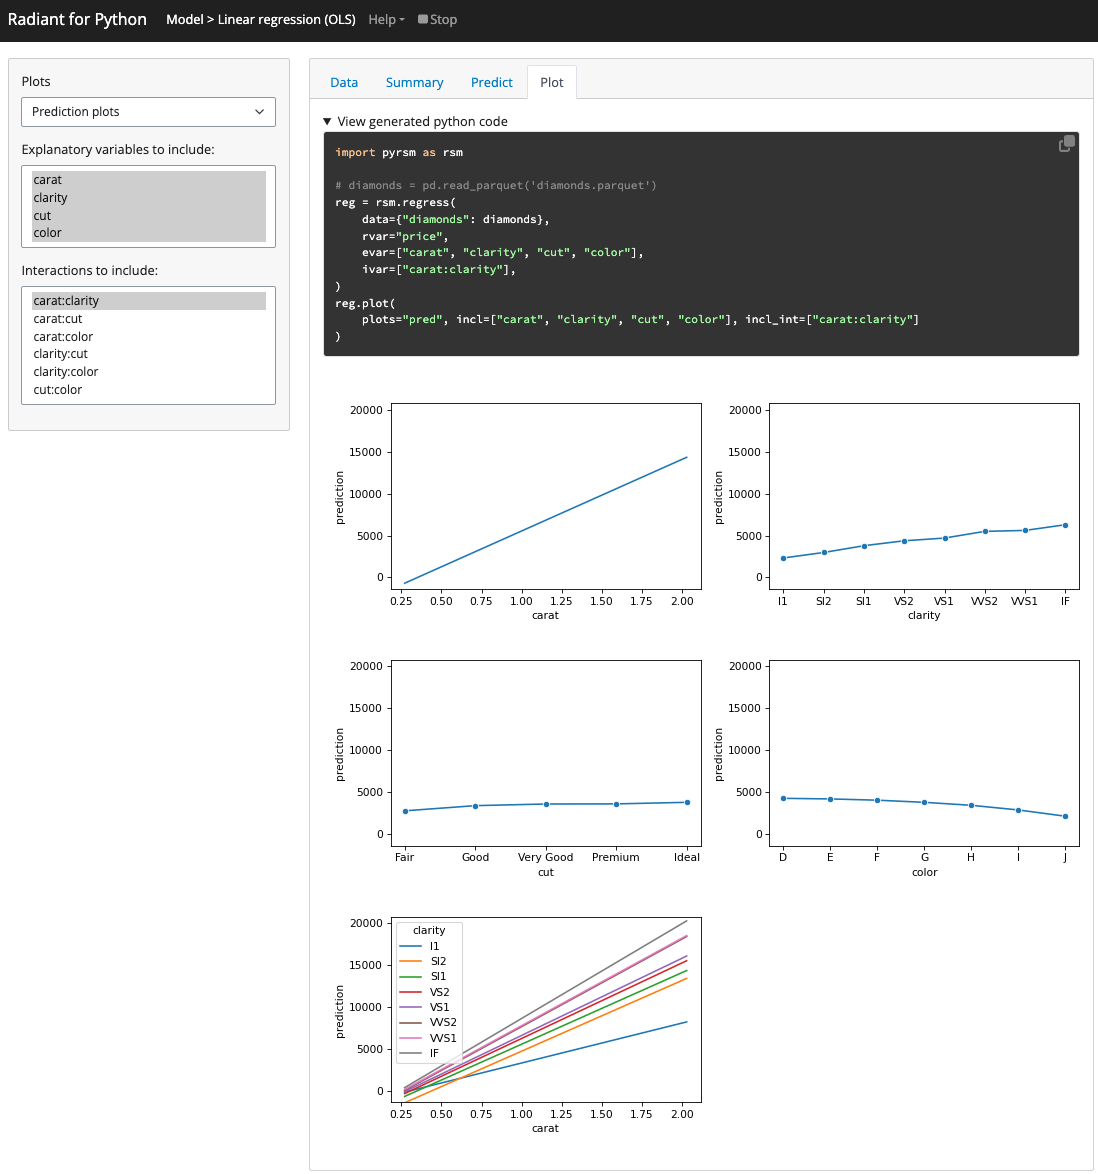 Radiant for Python Model > Linear regression (OLS) Help Stop
Plots
Prediction plots
Explanatory variables to include:
carat
clarity
cut
color
Interactions to include:
carat:clarity
carat:cut
carat:color
clarity:cut
clarity:color
cut:color
Data Summary Predict Plot
▼ View generated python code
import pyrsm as rsm
# diamonds = pd.read_parquet('diamonds.parquet')
reg = rsm.regress(
    data={"diamonds": diamonds},
    rvar="price",
    evar=["carat", "clarity", "cut", "color"],
    ivar=["carat:clarity"],
)
reg.plot(
    plots="pred", incl=["carat", "clarity", "cut", "color"], incl_int=["carat:clarity"]
)
20000
15000
10000
5000
0
prediction
0.25 0.50 0.75 1.00 1.25 1.50 1.75 2.00
carat
20000
15000
10000
5000
0
prediction
I1 SI2 SI1 VS2 VS1 VVS2 VVS1 IF
clarity
20000
15000
10000
5000
0
prediction
Fair Good Very Good Premium Ideal
cut
20000
15000
10000
5000
0
prediction
D E F G H I J
color
20000
15000
10000
5000
0
prediction
clarity
I1
SI2
SI1
VS2
VS1
VVS2
VVS1
IF
0.25 0.50 0.75 1.00 1.25 1.50 1.75 2.00
carat